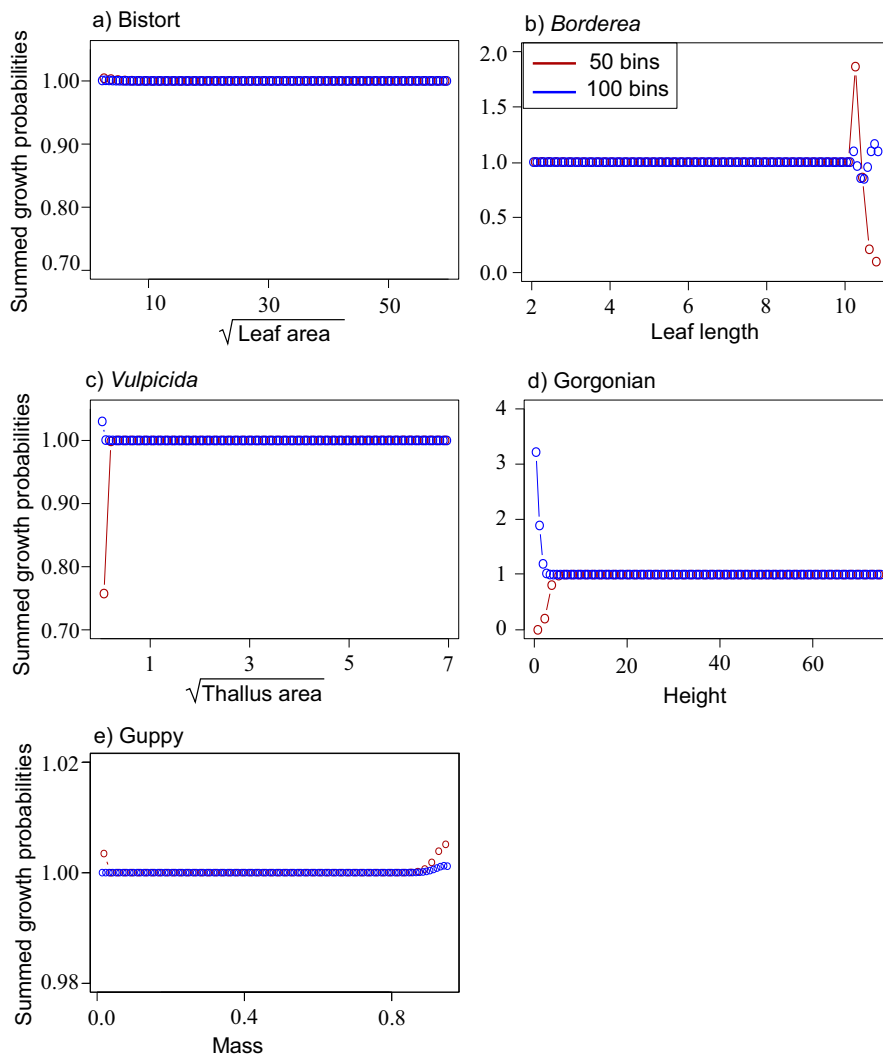 a) Bistort
Summed growth probabilities
1.00
0.90
0.80
0.70
10
30
50
√Leaf area
b) Borderea
50 bins
100 bins
2.0
1.5
1.0
0.5
0.0
2
4
6
8
10
Leaf length
c) Vulpicida
Summed growth probabilities
1.00
0.90
0.80
0.70
1
3
5
7
√Thallus area
d) Gorgonian
4
3
2
1
0
0
20
40
60
Height
e) Guppy
Summed growth probabilities
1.02
1.00
0.98
0.0
0.4
0.8
Mass